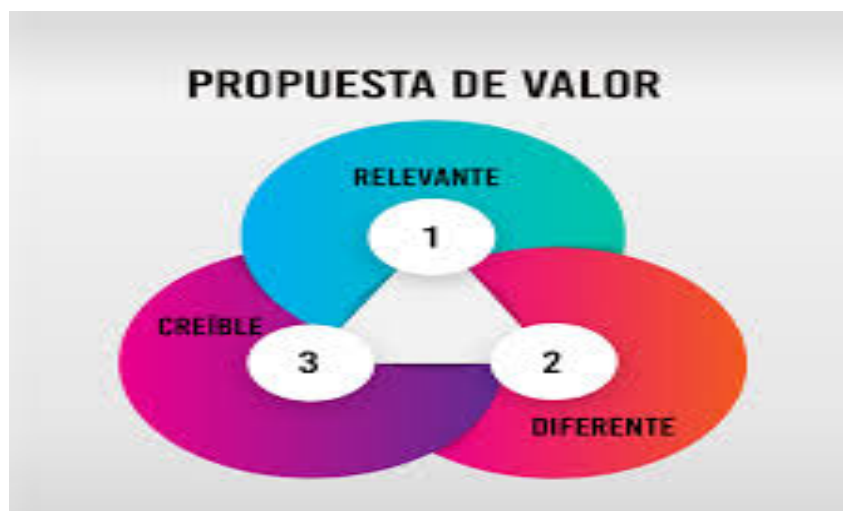 PROPUESTA DE VALOR
RELEVANTE
1
CREÍBLE
3
2
DIFERENTE